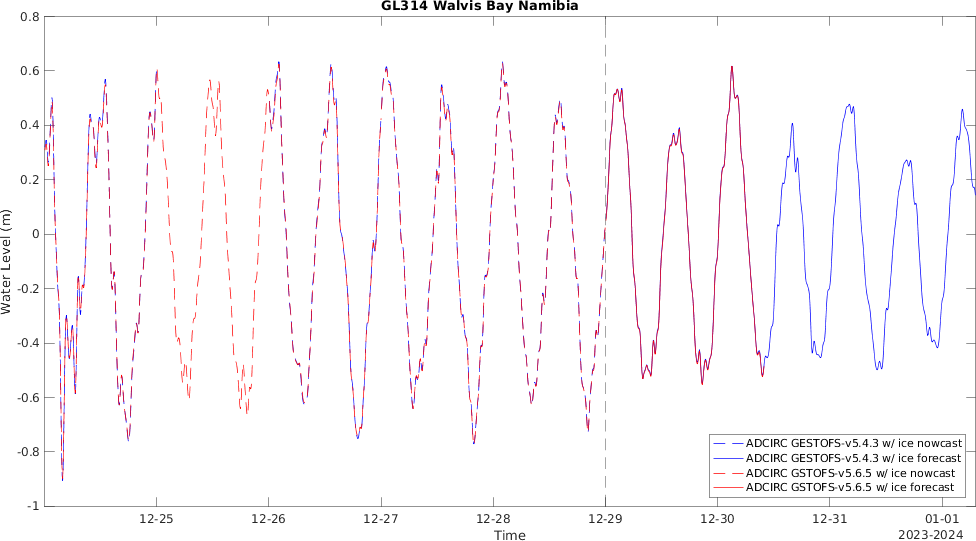 GL314 Walvis Bay Namibia
0.8
0.6
0.4
0.2
0
-0.2
-0.4
-0.6
-0.8
-1
Water Level (m)
12-25
12-26
12-27
12-28
12-29
12-30
12-31
01-01
Time
2023-2024
ADCIRC GESTOFS-v5.4.3 w/ ice nowcast
ADCIRC GESTOFS-v5.4.3 w/ ice forecast
ADCIRC GSTOFS-v5.6.5 w/ ice nowcast
ADCIRC GSTOFS-v5.6.5 w/ ice forecast